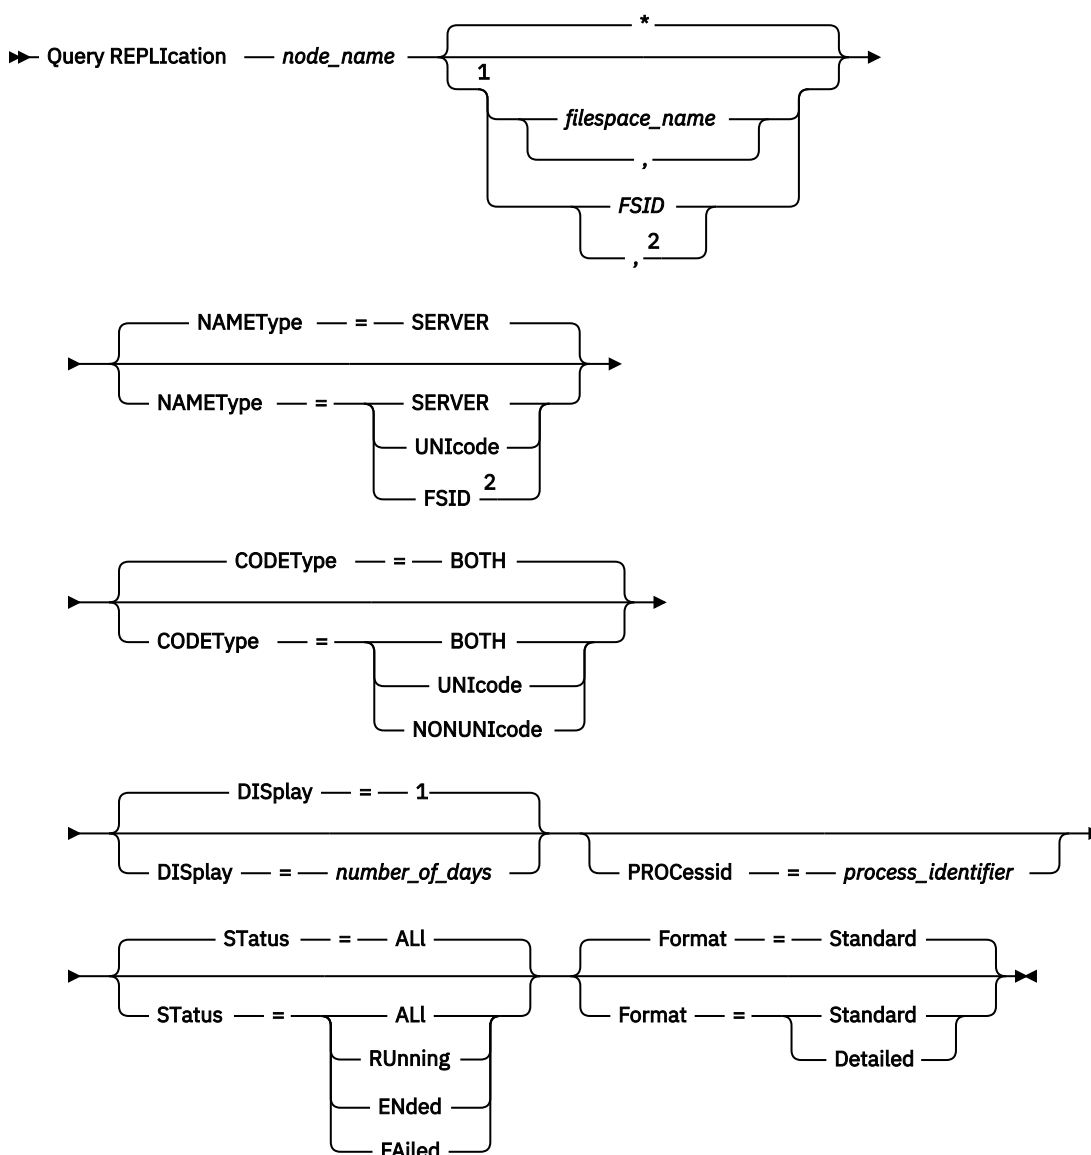 *
Query REPLIcation node_name
1
filespace_name
,
FSID
, 2
NAMEType = SERVER
NAMEType = SERVER
UNIcode
FSID 2
CODEType = BOTH
CODEType = BOTH
UNIcode
NONUNIcode
DISplay = 1
DISplay = number_of_days PROCessid = process_identifier
STatus = ALl Format = Standard
STatus = ALl Format = Standard
RUnning Detailed
ENded
FAiled